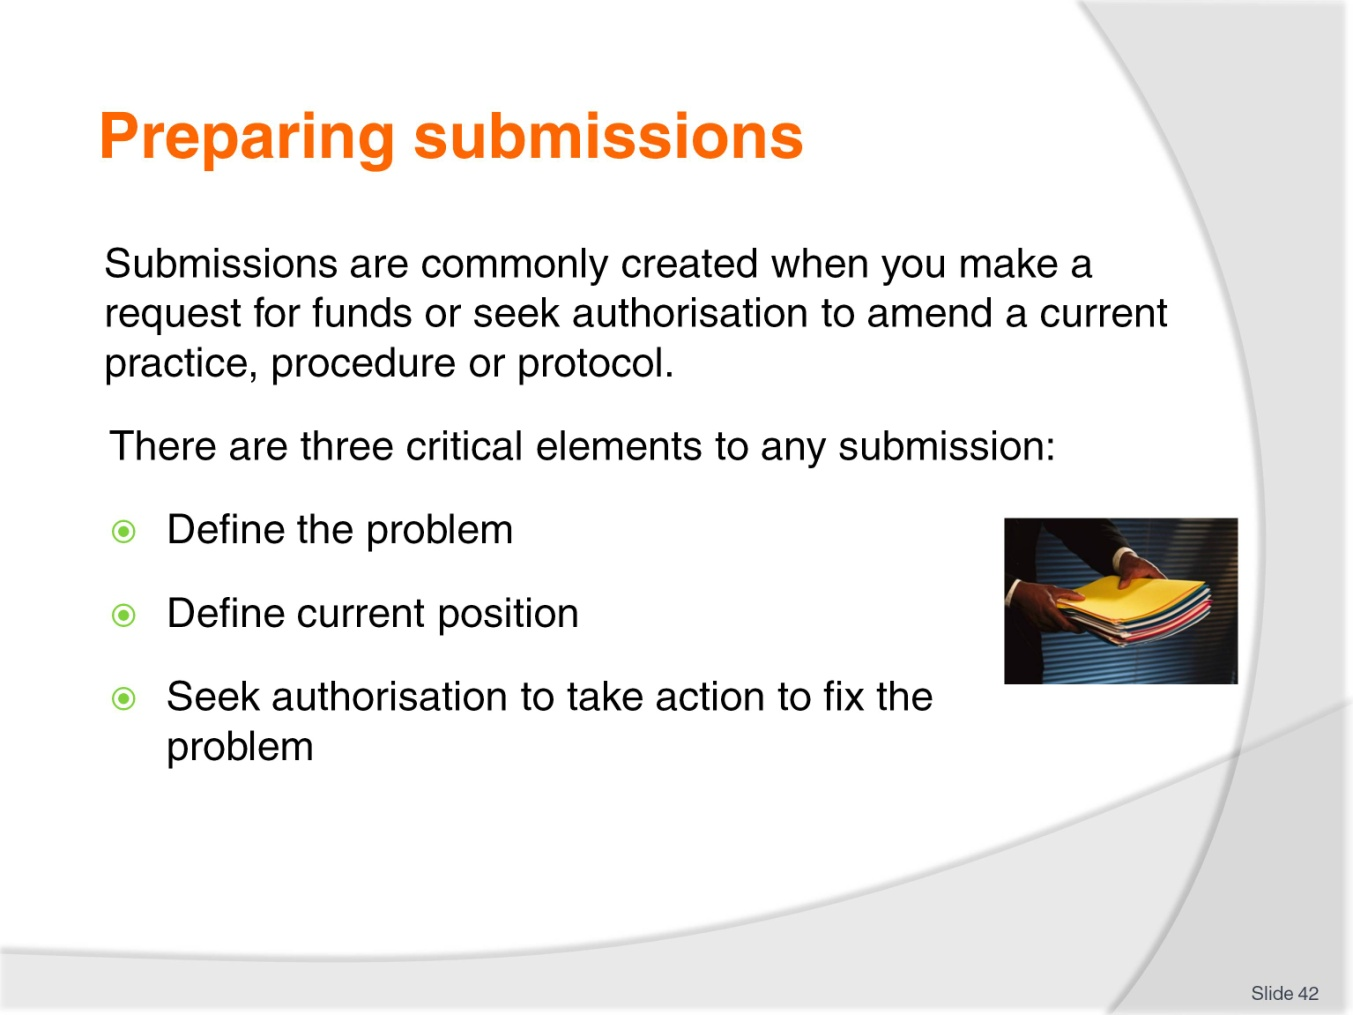 Preparing submissions
Submissions are commonly created when you make a
request for funds or seek authorisation to amend a current
practice, procedure or protocol.
There are three critical elements to any submission:
Define the problem
Define current position
Seek authorisation to take action to fix the
problem
Slide 42